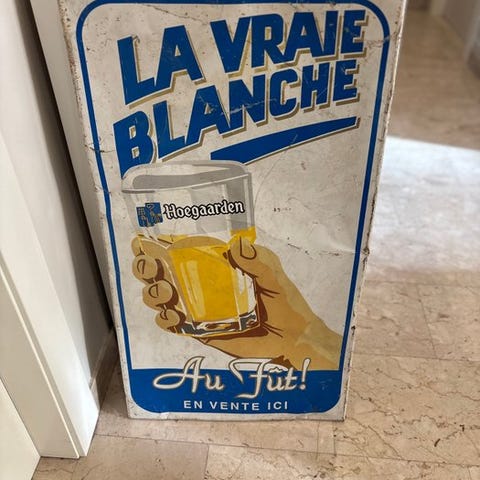 LA VRAIE
BLANCHE
Hoegaarden
Au Fût!
EN VENTE ICI